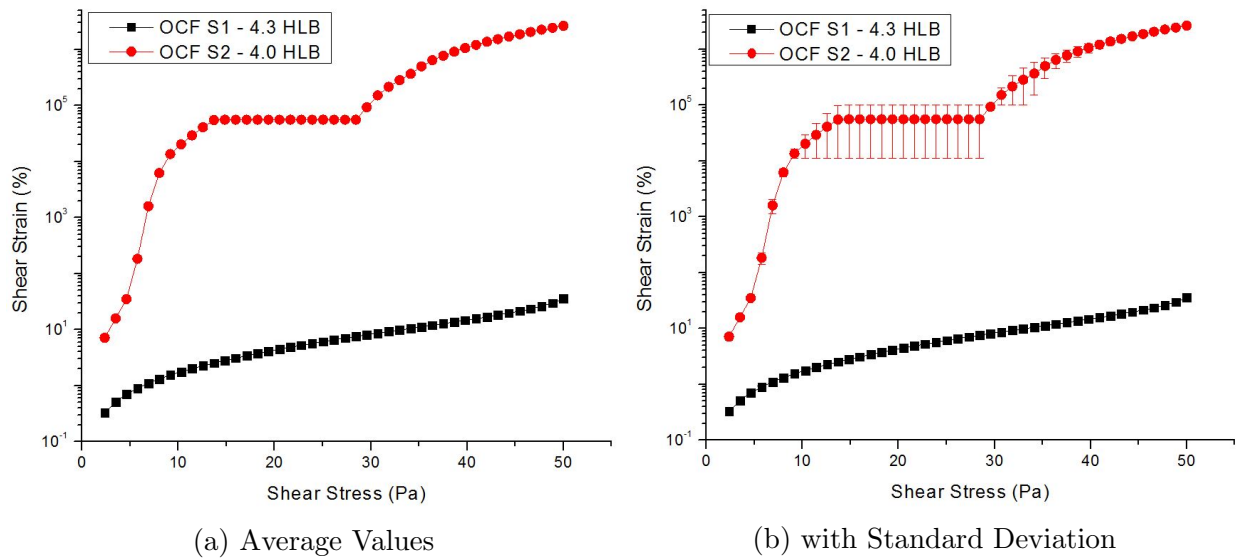 OCF S1 - 4.3 HLB
OCF S2 - 4.0 HLB
10^5
10^3
10^1
10^-1
Shear Strain (%)
0 10 20 30 40 50
Shear Stress (Pa)
(a) Average Values
OCF S1 - 4.3 HLB
OCF S2 - 4.0 HLB
10^5
10^3
10^1
10^-1
Shear Strain (%)
0 10 20 30 40 50
Shear Stress (Pa)
(b) with Standard Deviation